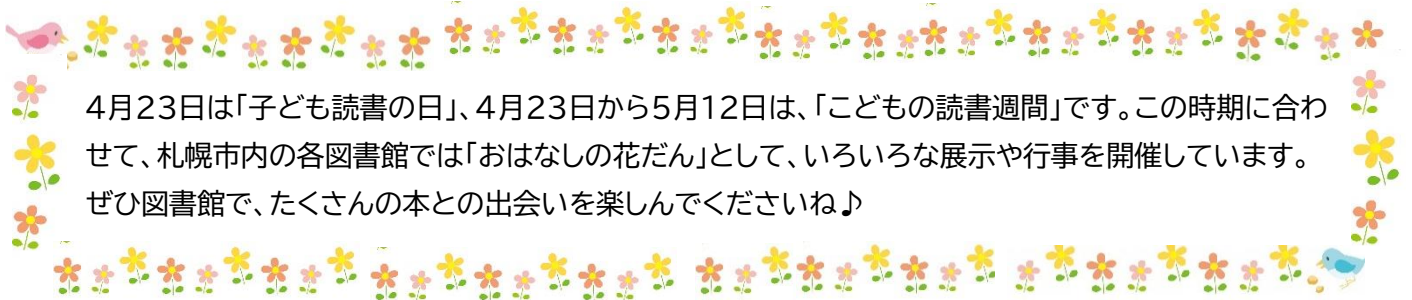 4月23日は「子ども読書の日」、4月23日から5月12日は、「こどもの読書週間」です。この時期に合わ
せて、札幌市内の各図書館では「おはなしの花だん」として、いろいろな展示や行事を開催しています。
ぜひ図書館で、たくさんの本との出会いを楽しんでくださいね♪